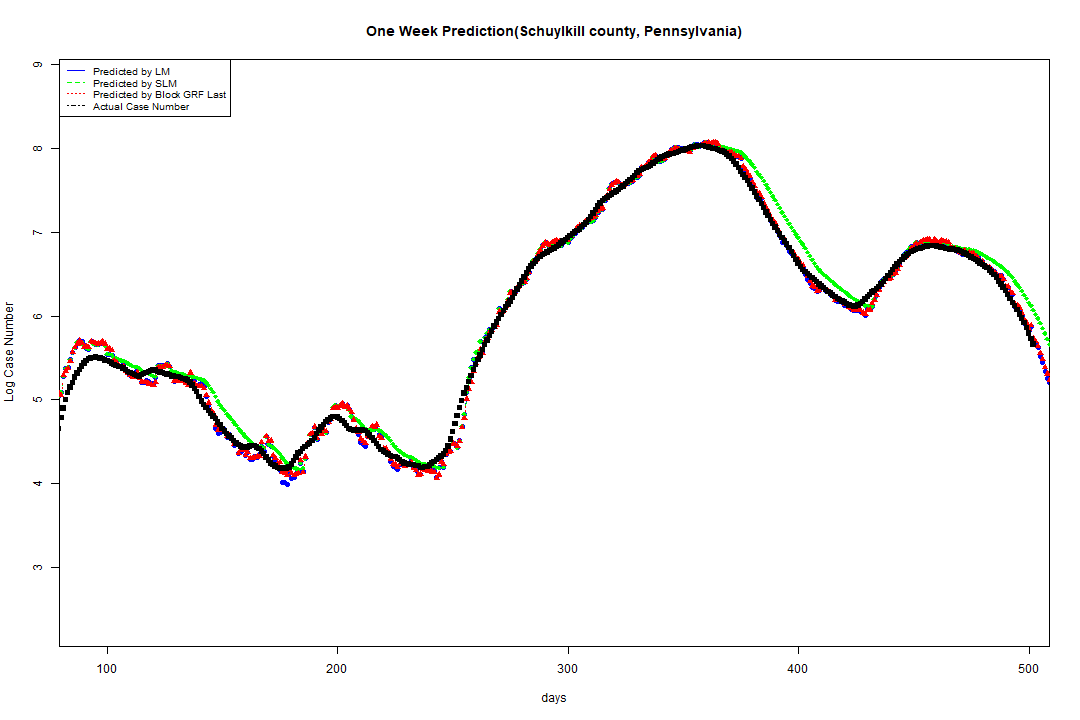 One Week Prediction(Schuylkill county, Pennsylvania)
Predicted by LM
Predicted by SLM
Predicted by Block GRF Last
Actual Case Number
9
8
7
6
5
4
3
Log Case Number
100 200 300 400 500
days